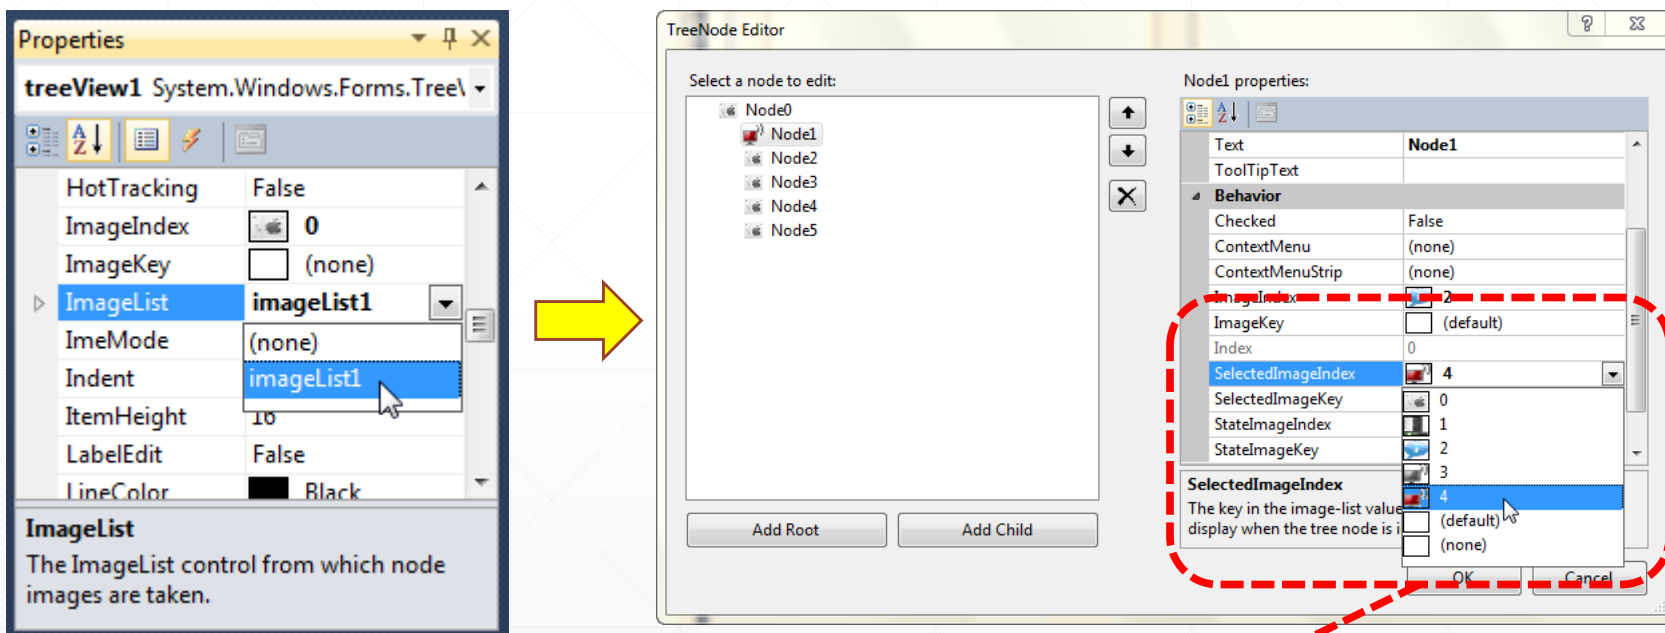 Properties
treeView1 System.Windows.Forms.Tree\
HotTracking False
ImageIndex 0
ImageKey (none)
ImageList imageList1
ImeMode (none)
Indent imageList1
ItemHeight 16
LabelEdit False
LineColor Black
ImageList
The ImageList control from which node
images are taken.
TreeNode Editor
Select a node to edit:
Node0
Node1
Node2
Node3
Node4
Node5
Add Root Add Child
Node1 properties:
Text Node1
ToolTipText
Behavior
Checked False
ContextMenu (none)
ContextMenuStrip (none)
ImageIndex 2
ImageKey (default)
Index 0
SelectedImageIndex 4
SelectedImageKey 0
StateImageIndex 1
StateImageKey 2
3
4
(default)
(none)
SelectedImageIndex
The key in the image-list value
display when the tree node is i
OK Cancel